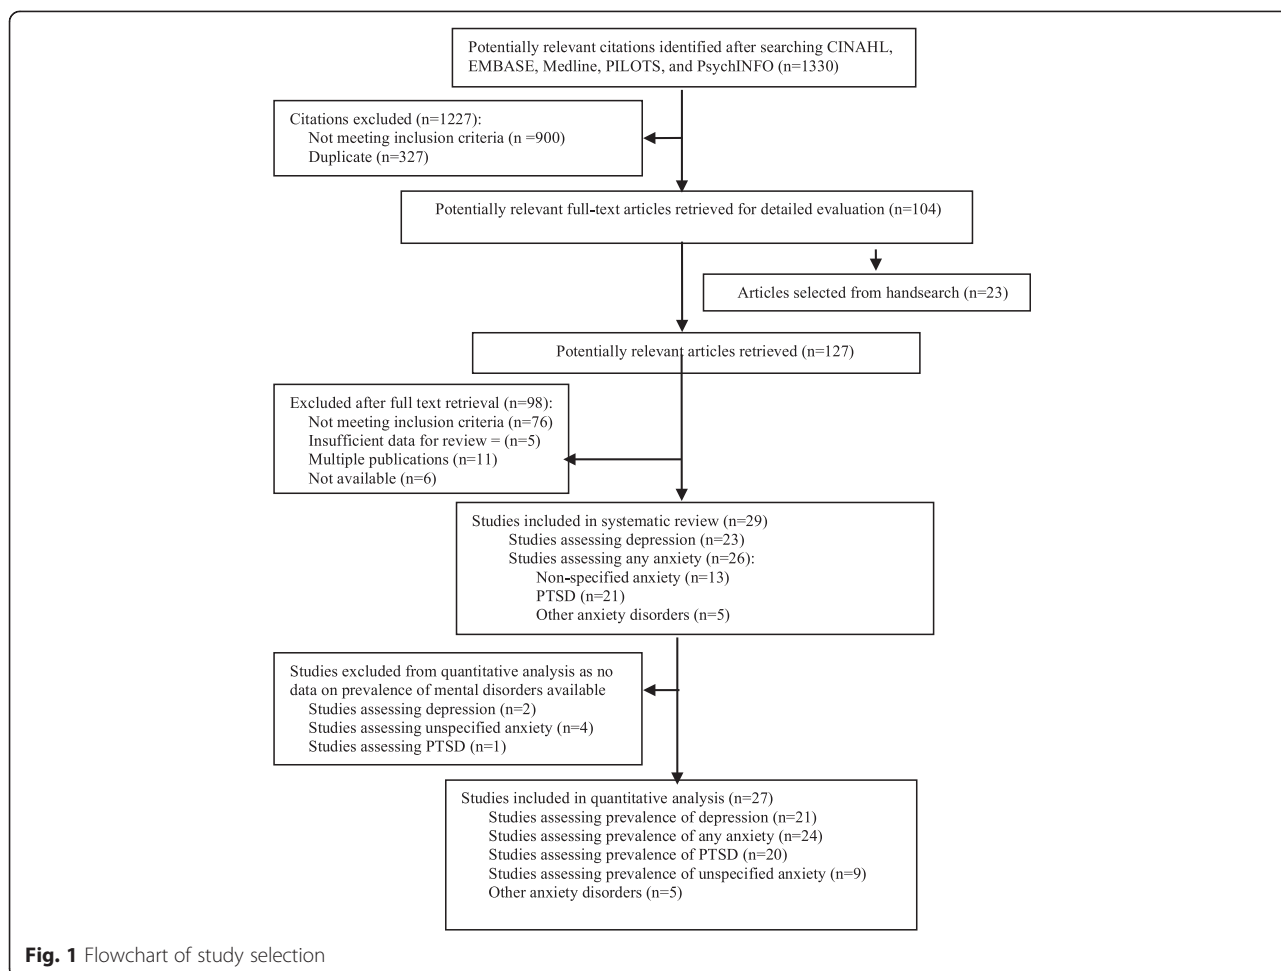 Potentially relevant citations identified after searching CINAHL,
EMBASE, Medline, PILOTS, and PsychINFO (n=1330)
Citations excluded (n=1227):
Not meeting inclusion criteria (n =900)
Duplicate (n=327)
Potentially relevant full-text articles retrieved for detailed evaluation (n=104)
Articles selected from handsearch (n=23)
Potentially relevant articles retrieved (n=127)
Excluded after full text retrieval (n=98):
Not meeting inclusion criteria (n=76)
Insufficient data for review = (n=5)
Multiple publications (n=11)
Not available (n=6)
Studies included in systematic review (n=29)
Studies assessing depression (n=23)
Studies assessing any anxiety (n=26):
Non-specified anxiety (n=13)
PTSD (n=21)
Other anxiety disorders (n=5)
Studies excluded from quantitative analysis as no
data on prevalence of mental disorders available
Studies assessing depression (n=2)
Studies assessing unspecified anxiety (n=4)
Studies assessing PTSD (n=1)
Studies included in quantitative analysis (n=27)
Studies assessing prevalence of depression (n=21)
Studies assessing prevalence of any anxiety (n=24)
Studies assessing prevalence of PTSD (n=20)
Studies assessing prevalence of unspecified anxiety (n=9)
Other anxiety disorders (n=5)
Fig. 1 Flowchart of study selection